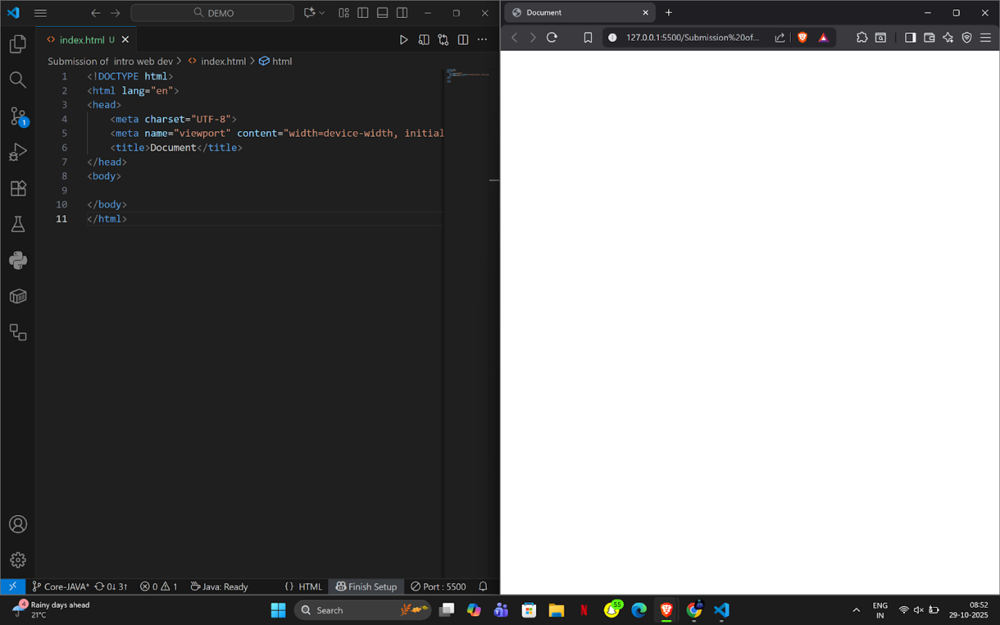 DEMO
index.html U
Submission of intro web dev > index.html > html
1 <!DOCTYPE html>
2 <html lang="en">
3 <head>
4 <meta charset="UTF-8">
5 <meta name="viewport" content="width=device-width, initial
6 <title>Document</title>
7 </head>
8 <body>
9
10 </body>
11 </html>
1
Core-JAVA* 0↓ 3↑ 0 1 Java: Ready {} HTML Finish Setup Port : 5500
Document
127.0.0.1:5500/Submission%20of...
4
Rainy days ahead
21°C
Search
N
55
ENG
IN
08:52
29-10-2025